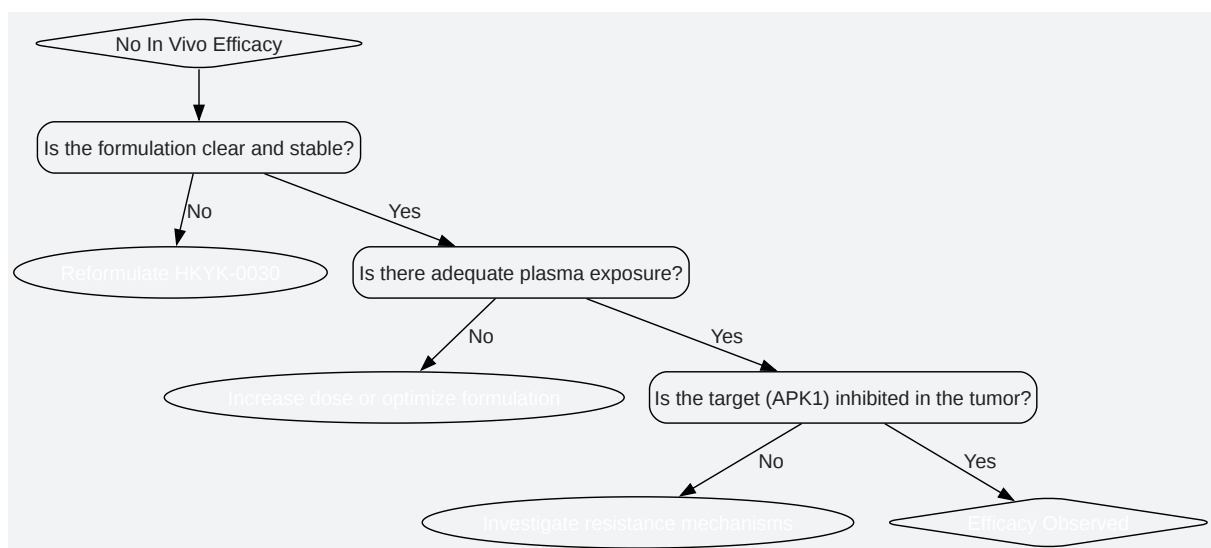 No In Vivo Efficacy
Is the formulation clear and stable?
No
Yes
Reformulate HKYK-0030
Is there adequate plasma exposure?
No
Yes
Increase dose or optimize formulation
Is the target (APK1) inhibited in the tumor?
No
Yes
Investigate resistance mechanisms
Efficacy Observed